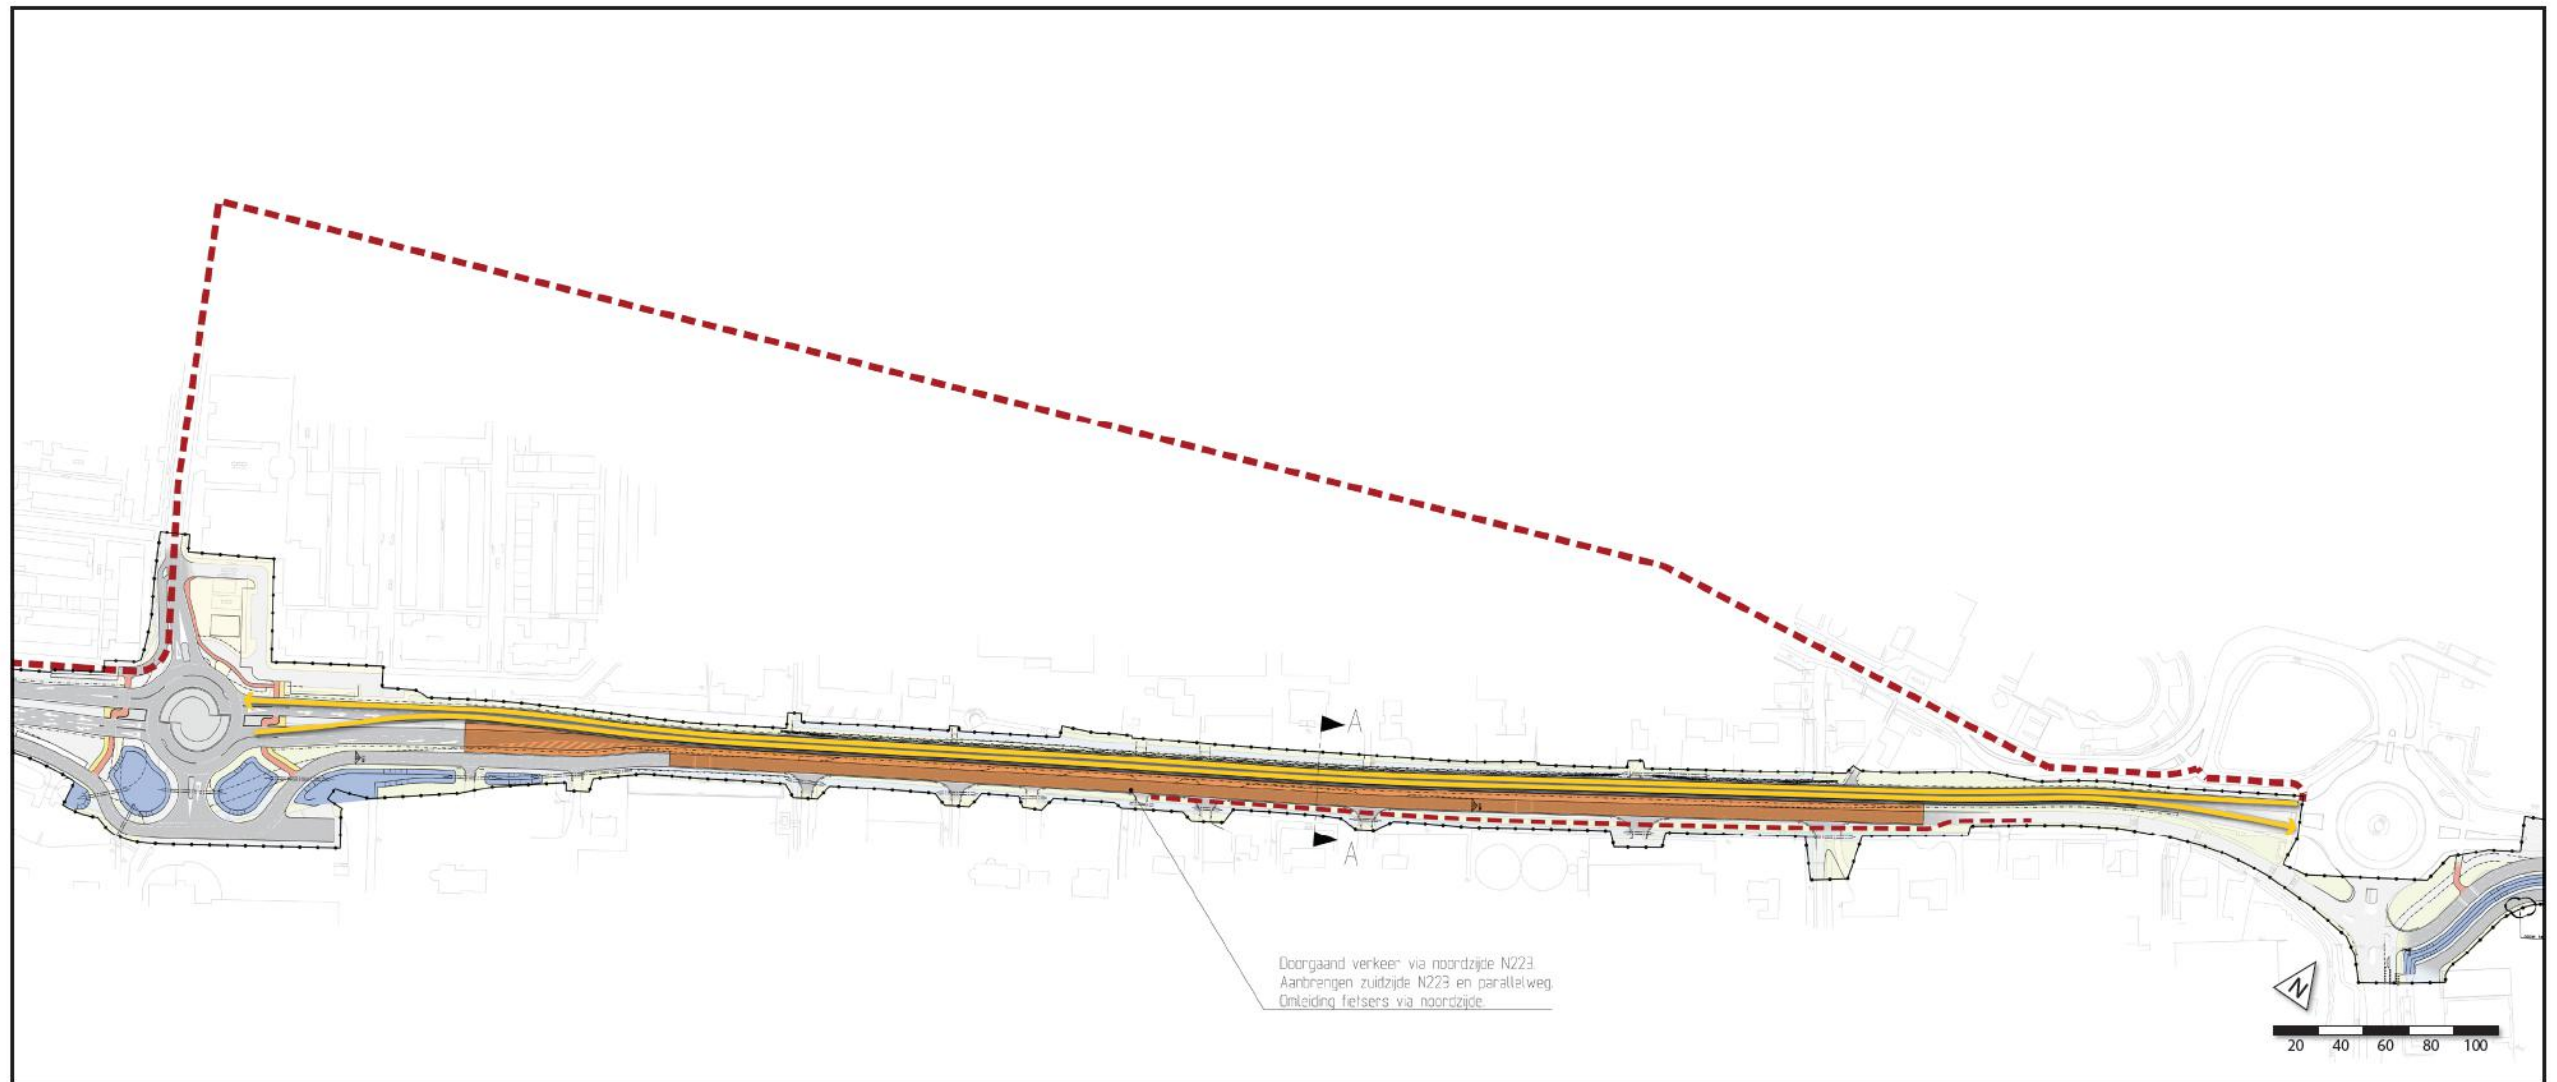 A
A
Doorgaand verkeer via noordzijde N223.
Aanbrengen zuidzijde N223 en parallelweg.
Omleiding fietsers via noordzijde.
N
20 40 60 80 100